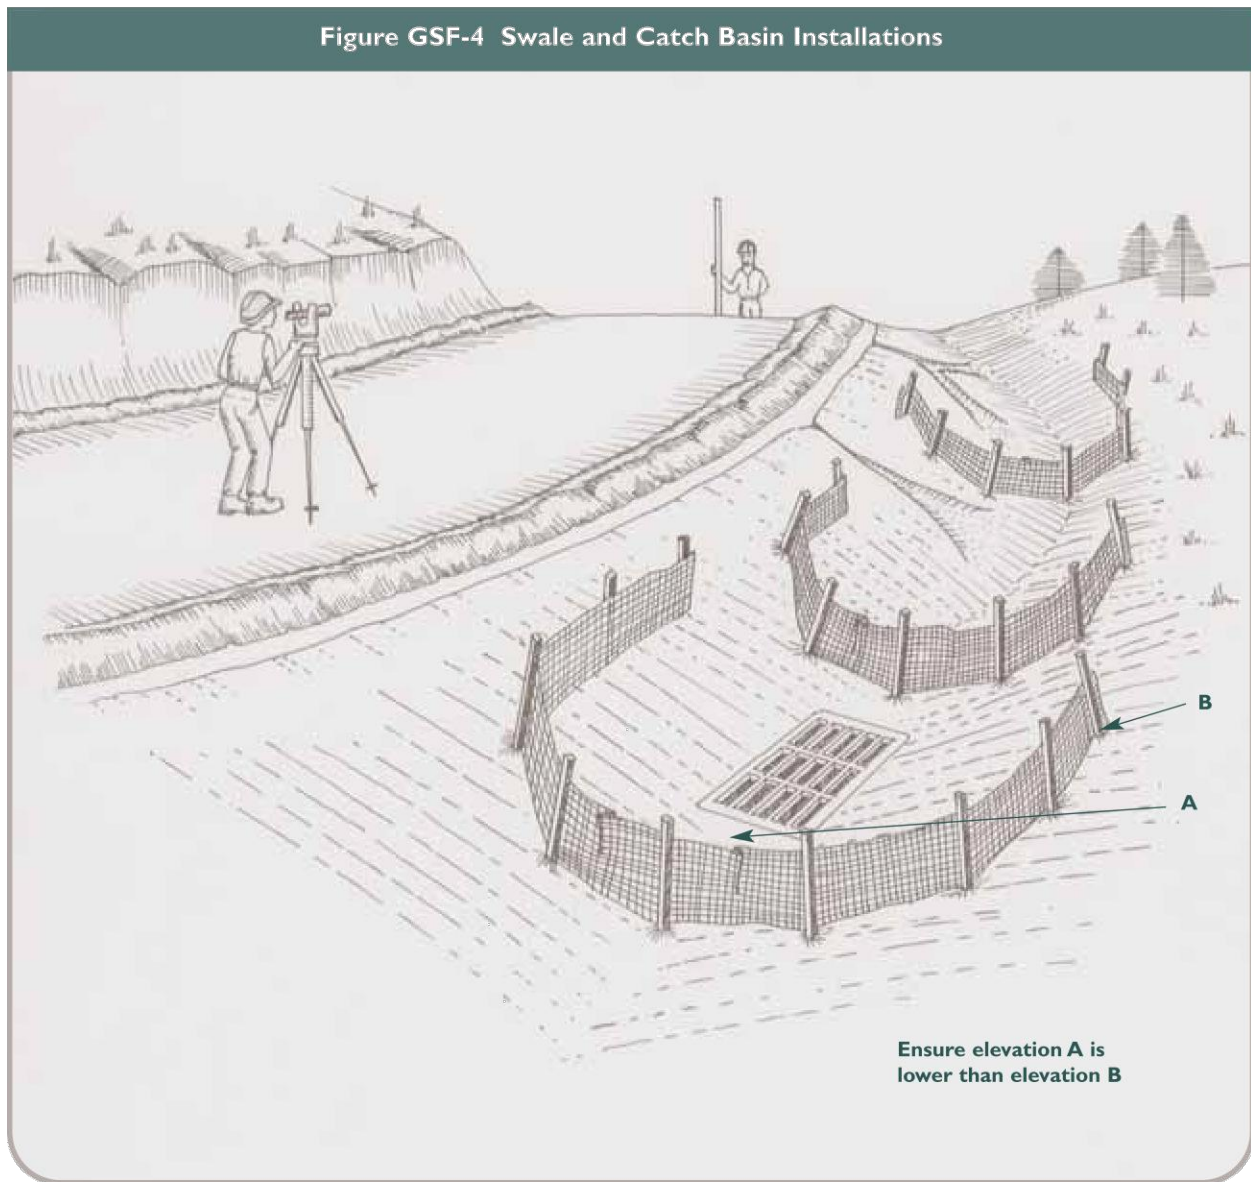 Figure GSF-4 Swale and Catch Basin Installations
B
A
Ensure elevation A is
lower than elevation B